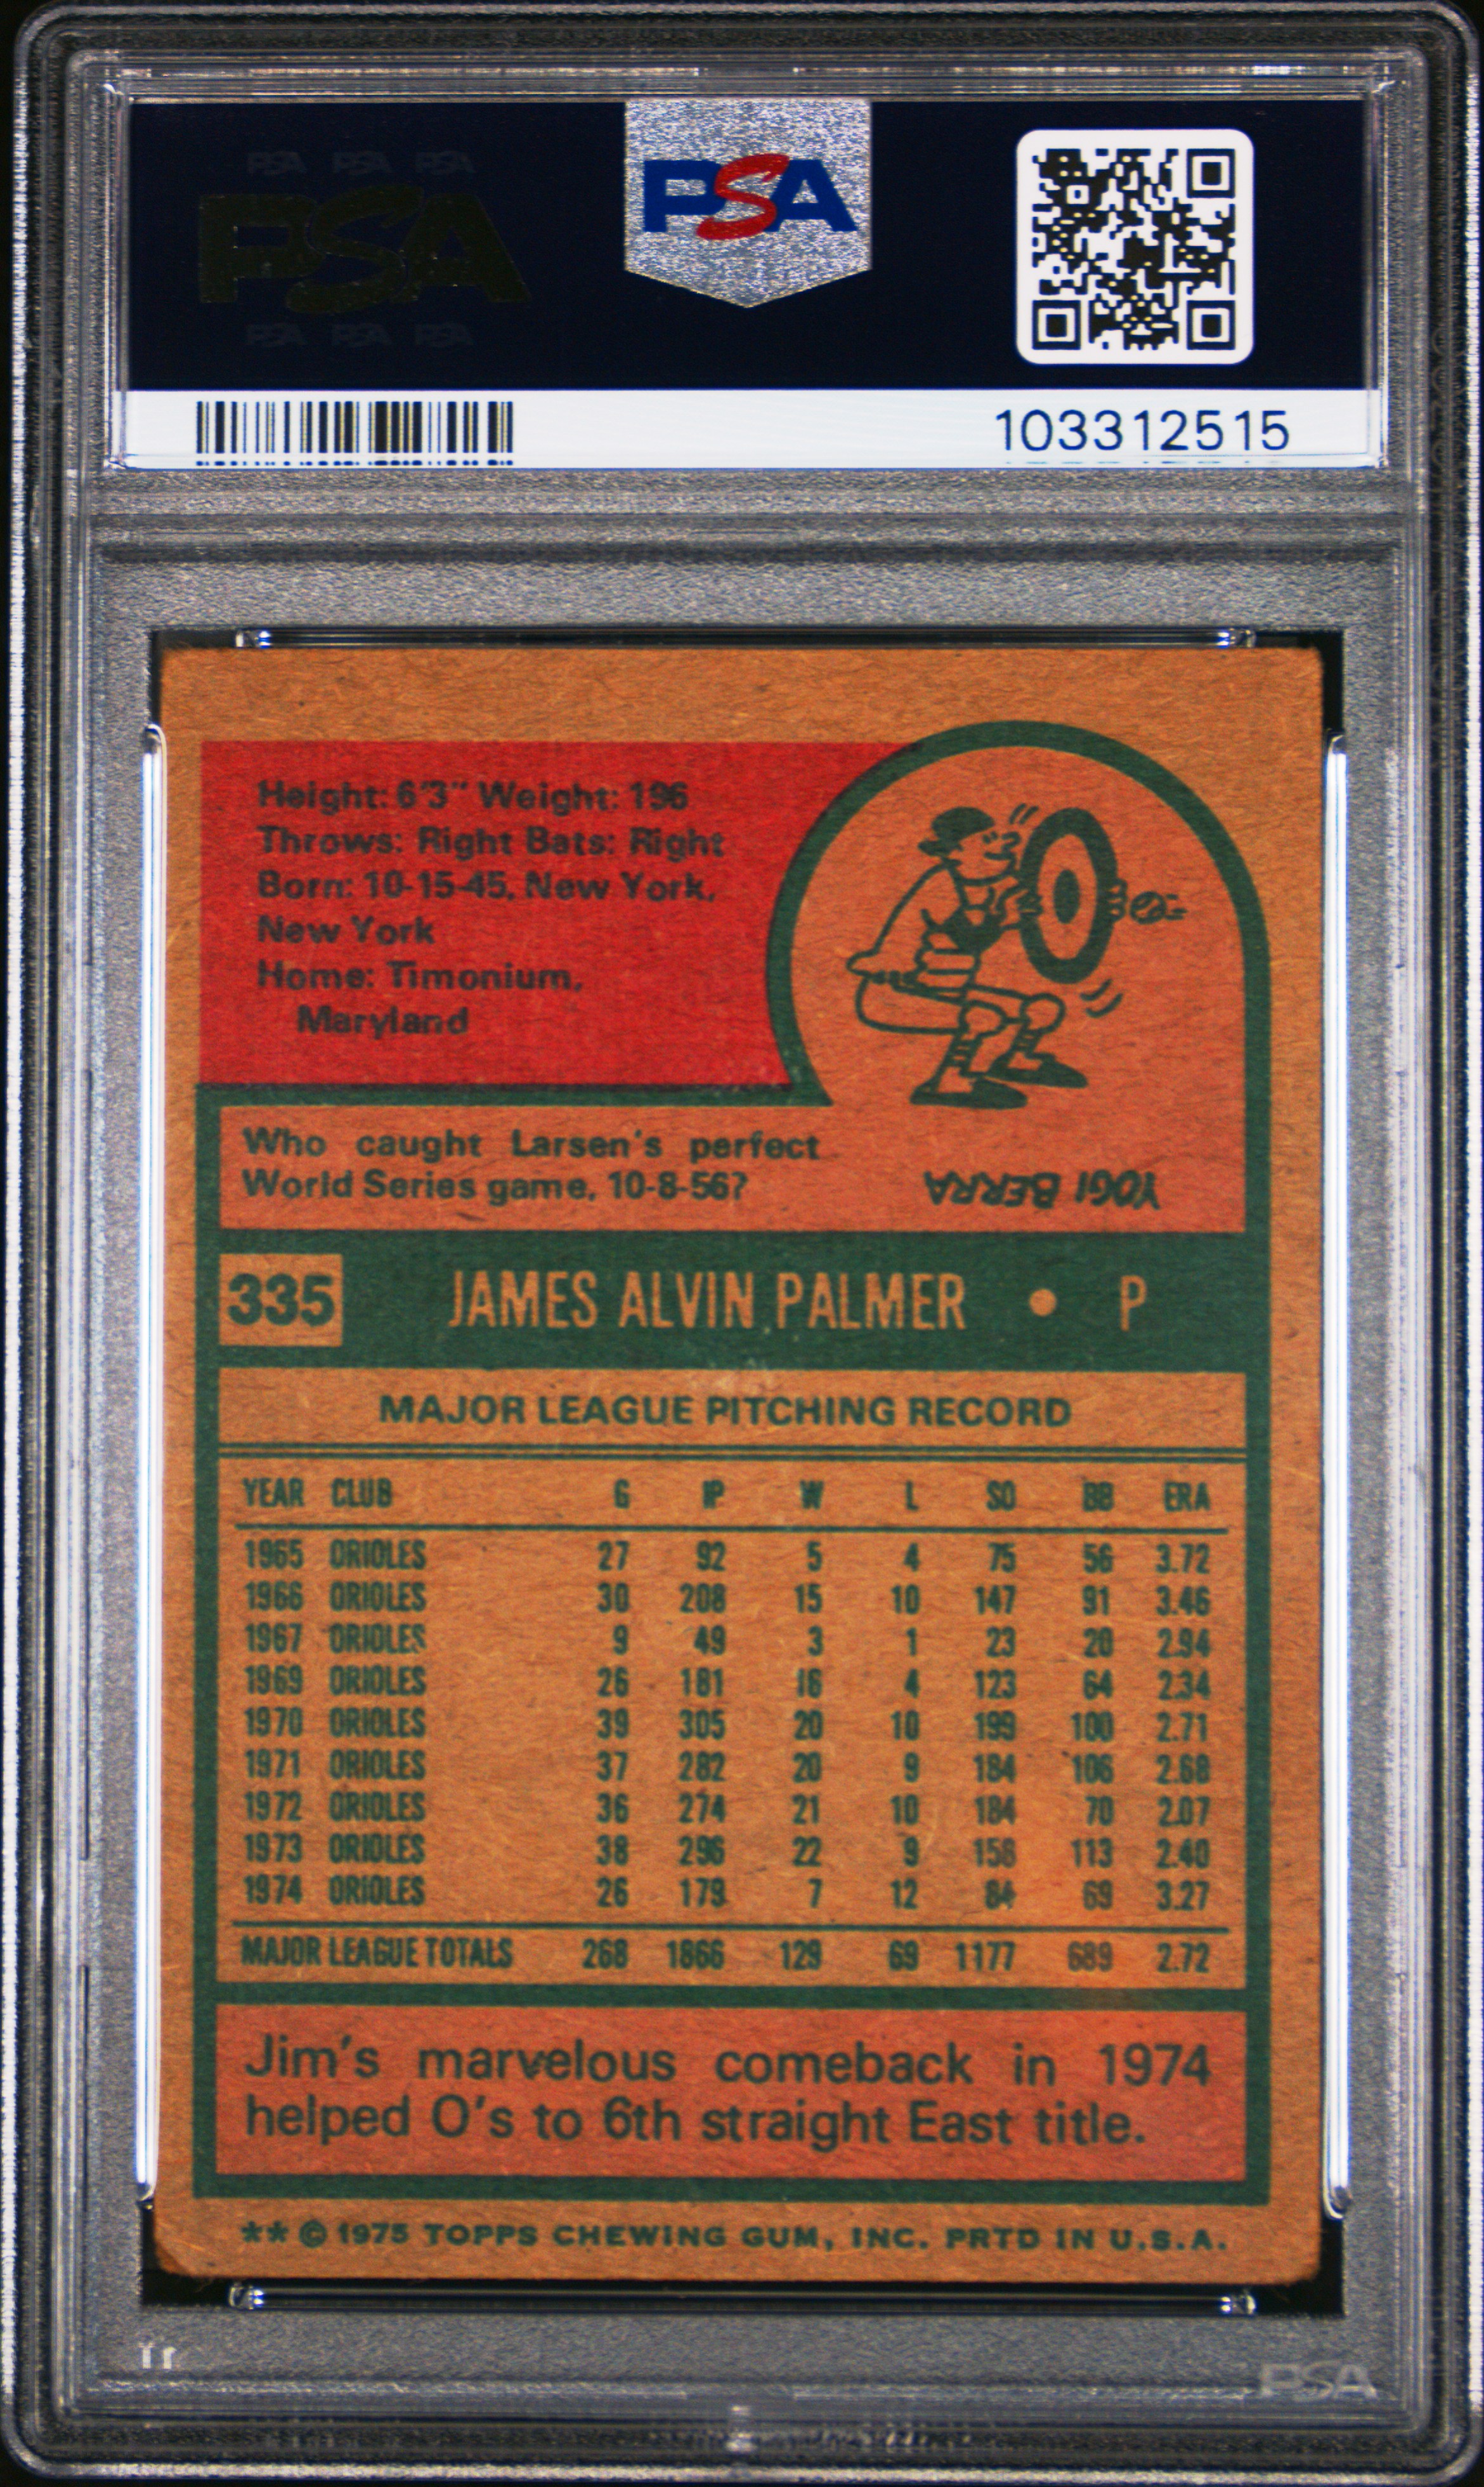 PSA PSA PSA
PSA
PSA PSA PSA
PSA
103312515
Height: 6'3" Weight: 196
Throws: Right Bats: Right
Born: 10-15-45, New York,
New York
Home: Timonium,
Maryland
Who caught Larsen's perfect
World Series game, 10-8-56?
YOGI BERRA
335 JAMES ALVIN PALMER • P
MAJOR LEAGUE PITCHING RECORD
YEAR CLUB G IP W L SO BB ERA
1965 ORIOLES 27 92 5 4 75 56 3.72
1966 ORIOLES 30 208 15 10 147 91 3.46
1967 ORIOLES 9 49 3 1 23 20 2.94
1969 ORIOLES 26 181 16 4 123 64 2.34
1970 ORIOLES 39 305 20 10 199 100 2.71
1971 ORIOLES 37 282 20 9 184 106 2.68
1972 ORIOLES 36 274 21 10 184 70 2.07
1973 ORIOLES 38 296 22 9 158 113 2.40
1974 ORIOLES 26 179 7 12 84 69 3.27
MAJOR LEAGUE TOTALS 268 1866 129 69 1177 689 2.72
Jim's marvelous comeback in 1974
helped O's to 6th straight East title.
** © 1975 TOPPS CHEWING GUM, INC. PRTD IN U.S.A.
PSA